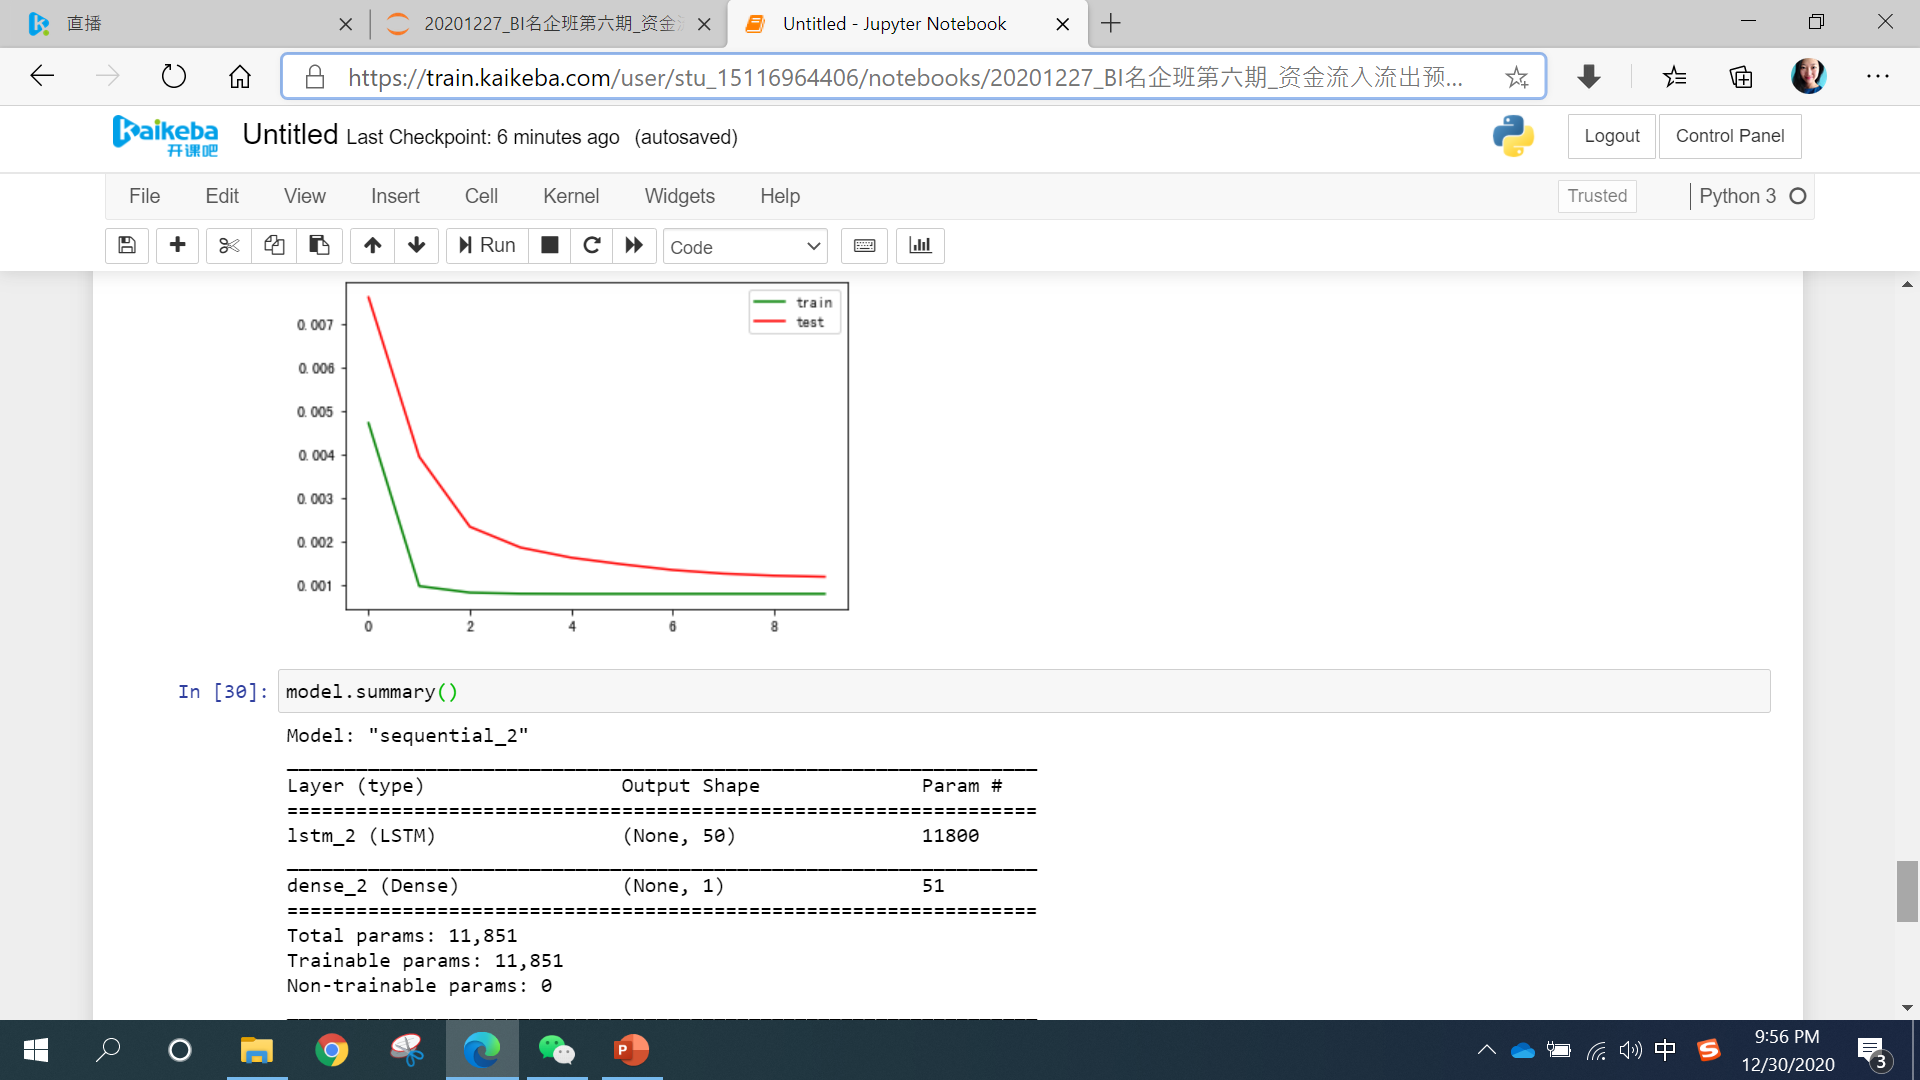 直播
20201227_BI名企班第六期_资金
Untitled - Jupyter Notebook
https://train.kaikeba.com/user/stu_15116964406/notebooks/20201227_BI名企班第六期_资金流入流出预...
Kaikeba
开课吧
Untitled Last Checkpoint: 6 minutes ago (autosaved)
Logout
Control Panel
File Edit View Insert Cell Kernel Widgets Help
Trusted
Python 3
Run
Code
train
test
0.007
0.006
0.005
0.004
0.003
0.002
0.001
0 2 4 6 8
In [30]: model.summary()
Model: "sequential_2"
Layer (type) Output Shape Param #
=================================================================
lstm_2 (LSTM) (None, 50) 11800
dense_2 (Dense) (None, 1) 51
=================================================================
Total params: 11,851
Trainable params: 11,851
Non-trainable params: 0
中
9:56 PM
12/30/2020
3